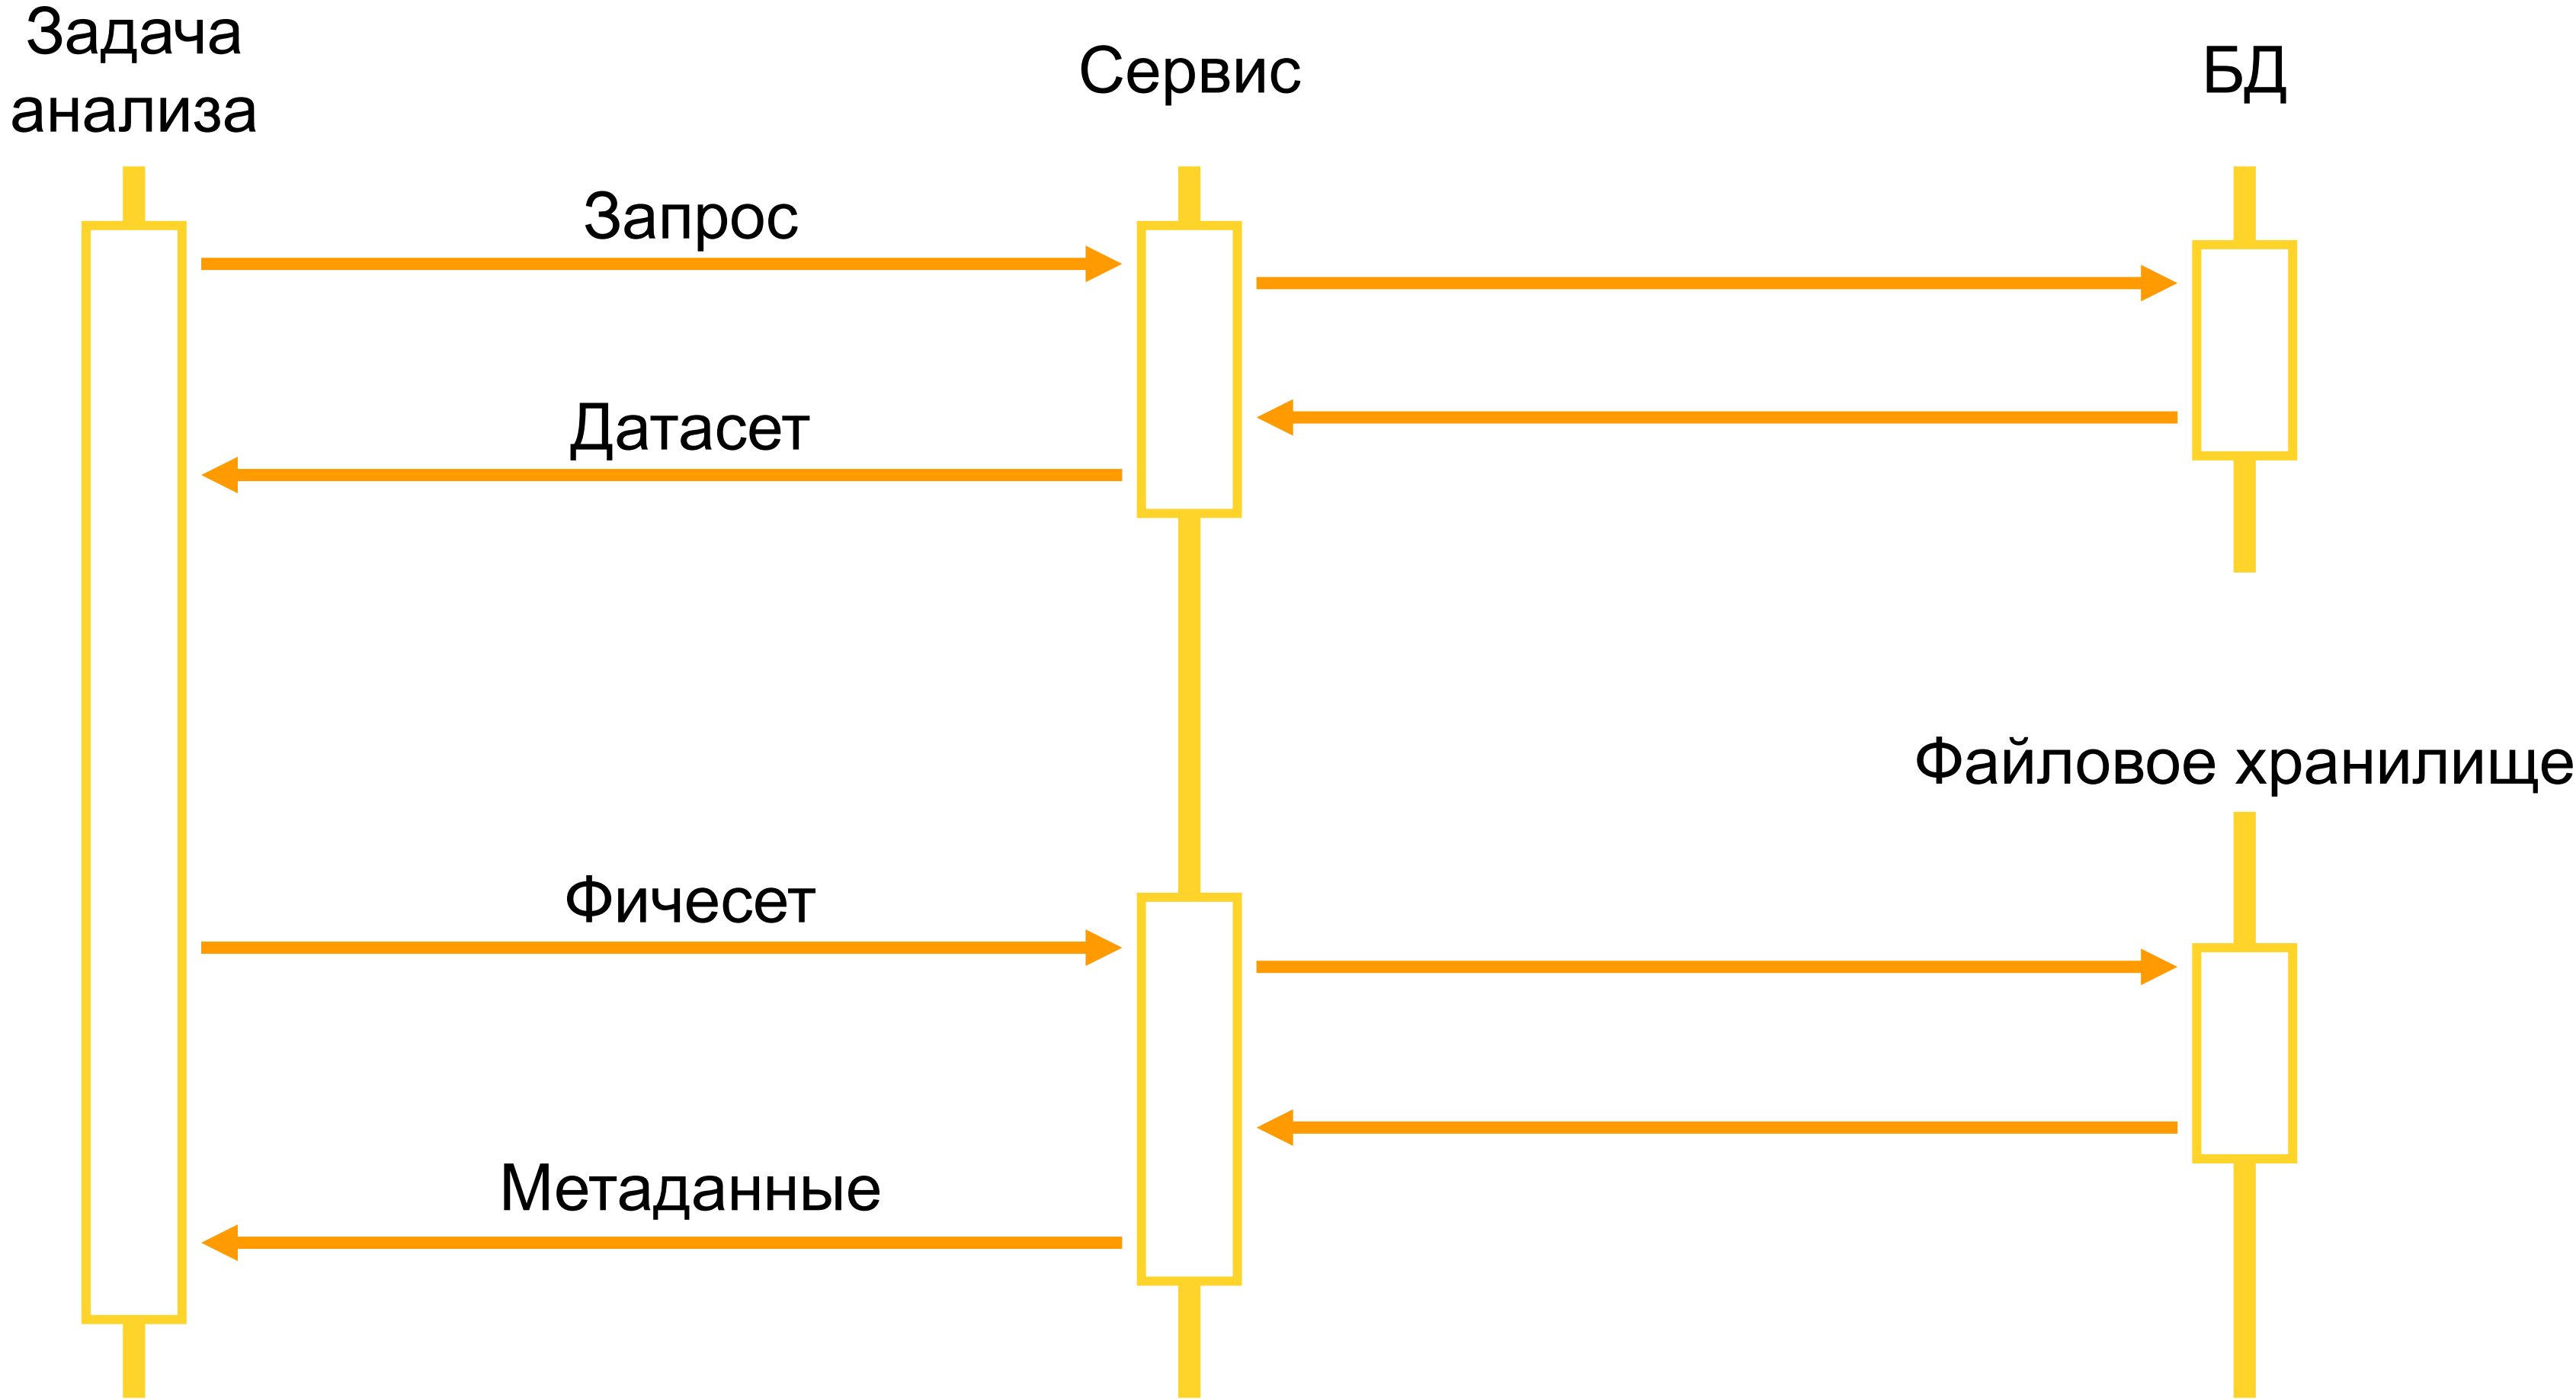 Задача
анализа
Сервис
БД
Запрос
Датасет
Файловое хранилище
Фичесет
Метаданные